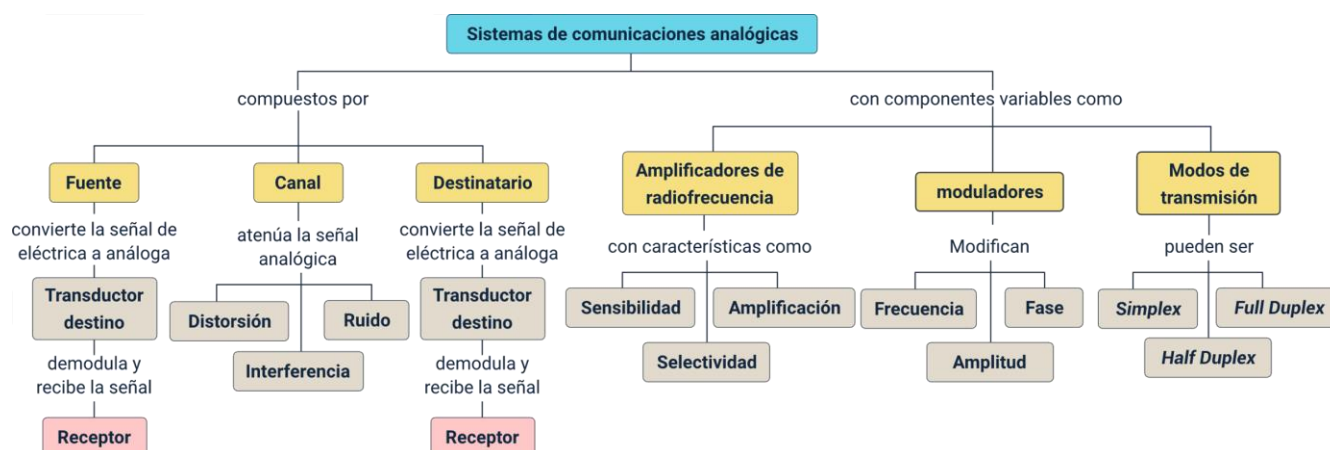 Sistemas de comunicaciones analógicas
compuestos por
con componentes variables como
Fuente
Canal
Destinatario
Amplificadores de
radiofrecuencia
moduladores
Modos de
transmisión
convierte la señal de
eléctrica a análoga
atenúa la señal
analógica
convierte la señal de
eléctrica a análoga
con características como
Modifican
pueden ser
Transductor
destino
Distorsión
Ruido
Interferencia
Transductor
destino
Sensibilidad
Amplificación
Selectividad
Frecuencia
Fase
Amplitud
Simplex
Full Duplex
Half Duplex
demodula y
recibe la señal
demodula y
recibe la señal
Receptor
Receptor